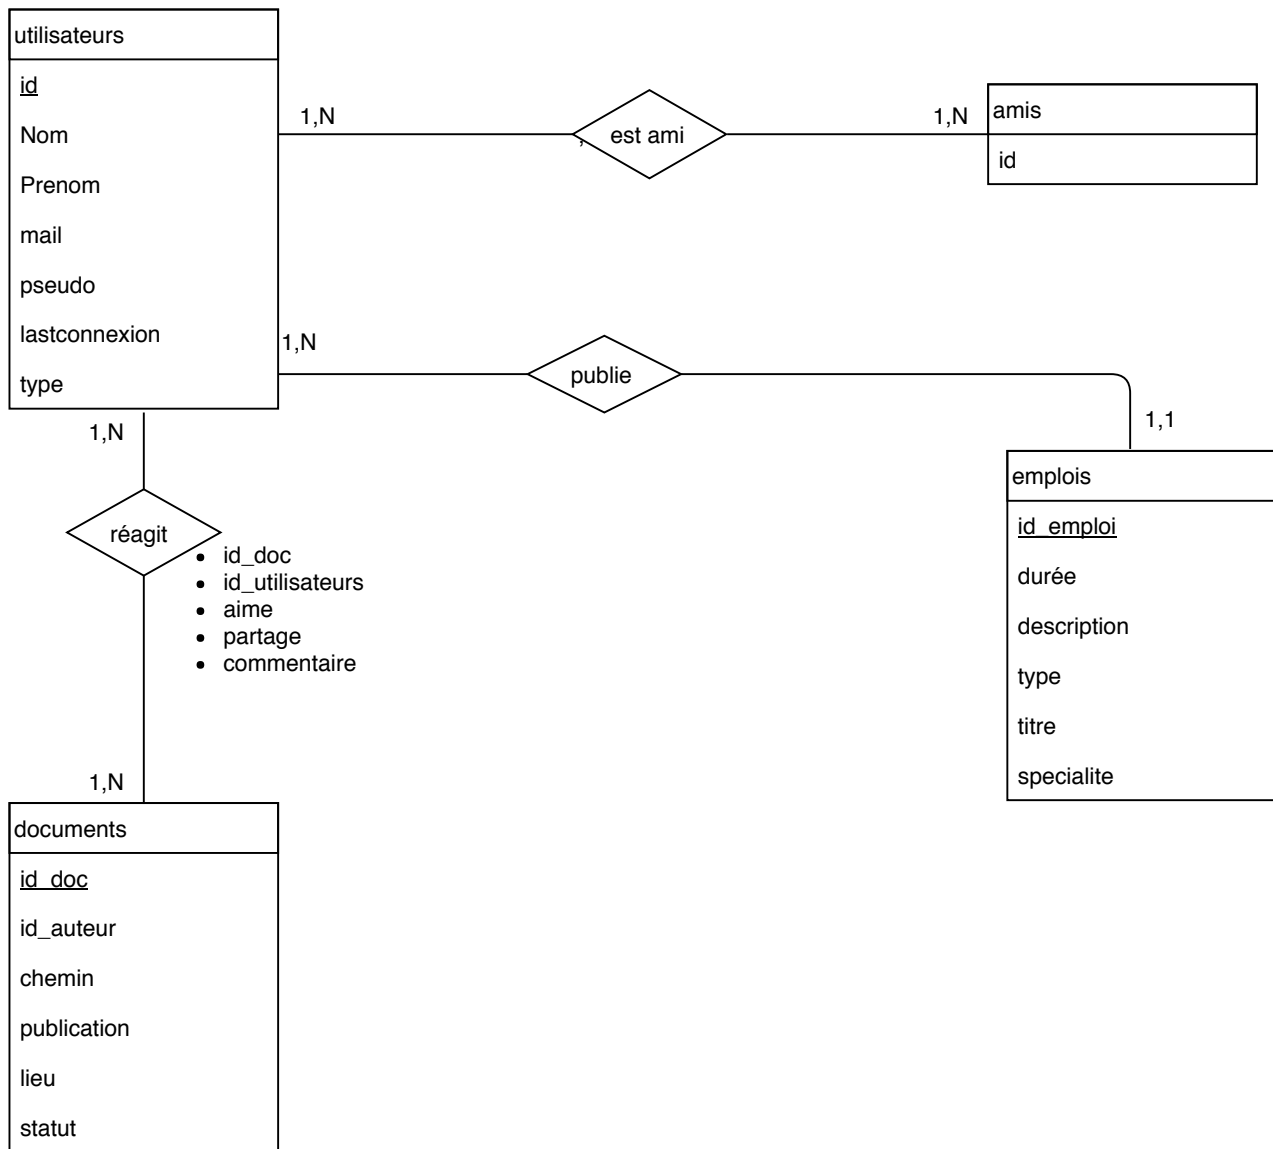 utilisateurs
id
Nom
Prenom
mail
pseudo
lastconnexion
type
1,N
est ami
,
1,N
amis
id
1,N
publie
1,1
emplois
id_emploi
durée
description
type
titre
specialite
1,N
réagit
• id_doc
• id_utilisateurs
• aime
• partage
• commentaire
1,N
documents
id_doc
id_auteur
chemin
publication
lieu
statut